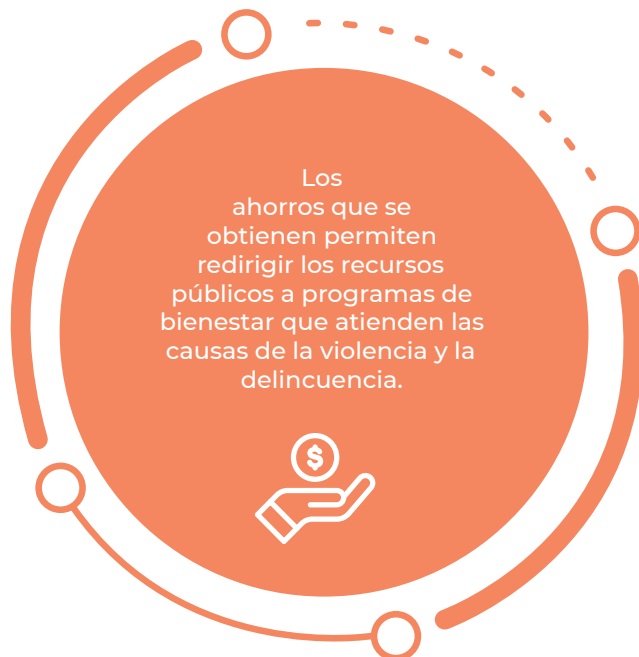 Los
ahorros que se
obtienen permiten
redirigir los recursos
públicos a programas de
bienestar que atienden las
causas de la violencia y la
delincuencia.
$